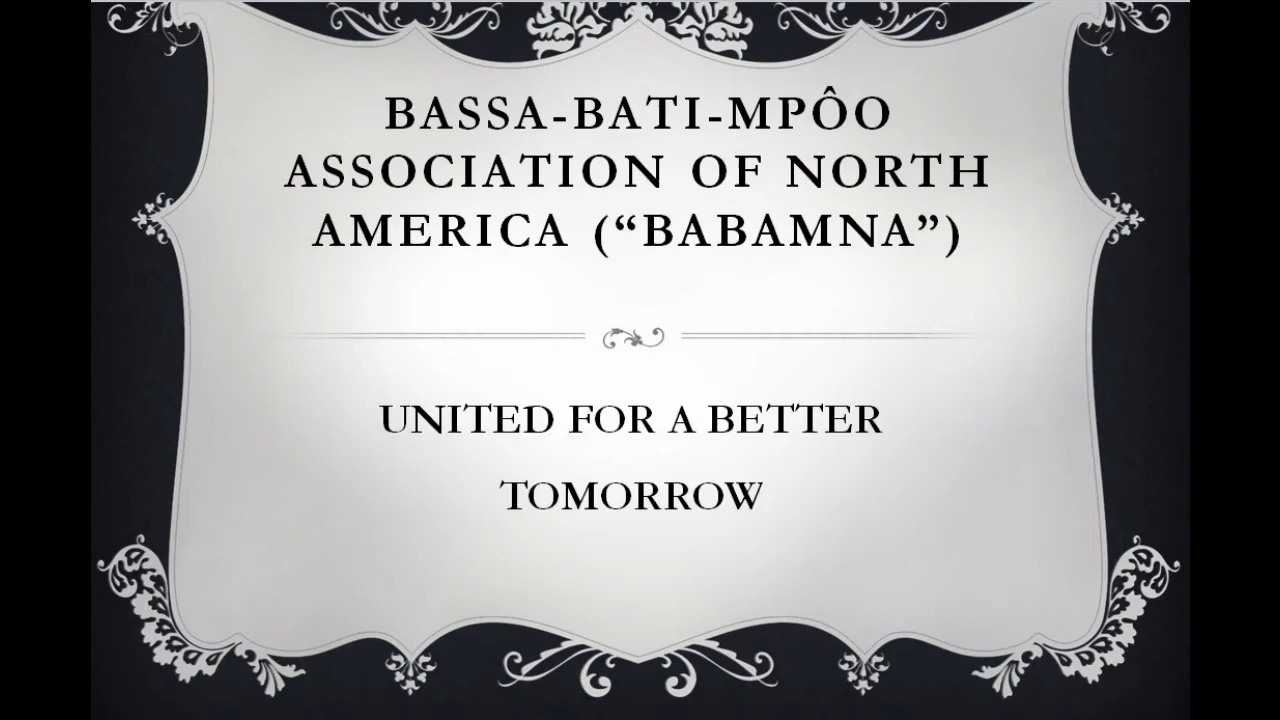 BASSA-BATI-MPÔO
ASSOCIATION OF NORTH
AMERICA (“BABAMNA”)
UNITED FOR A BETTER
TOMORROW